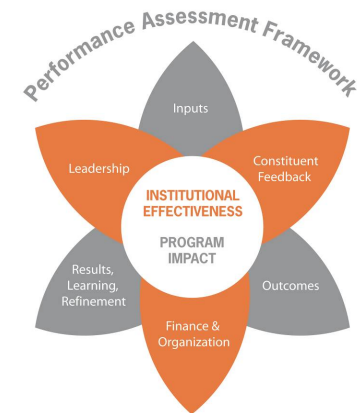 Performance Assessment Framework
Inputs
Leadership
Constituent
Feedback
INSTITUTIONAL
EFFECTIVENESS
PROGRAM
IMPACT
Results,
Learning,
Refinement
Outcomes
Finance &
Organization